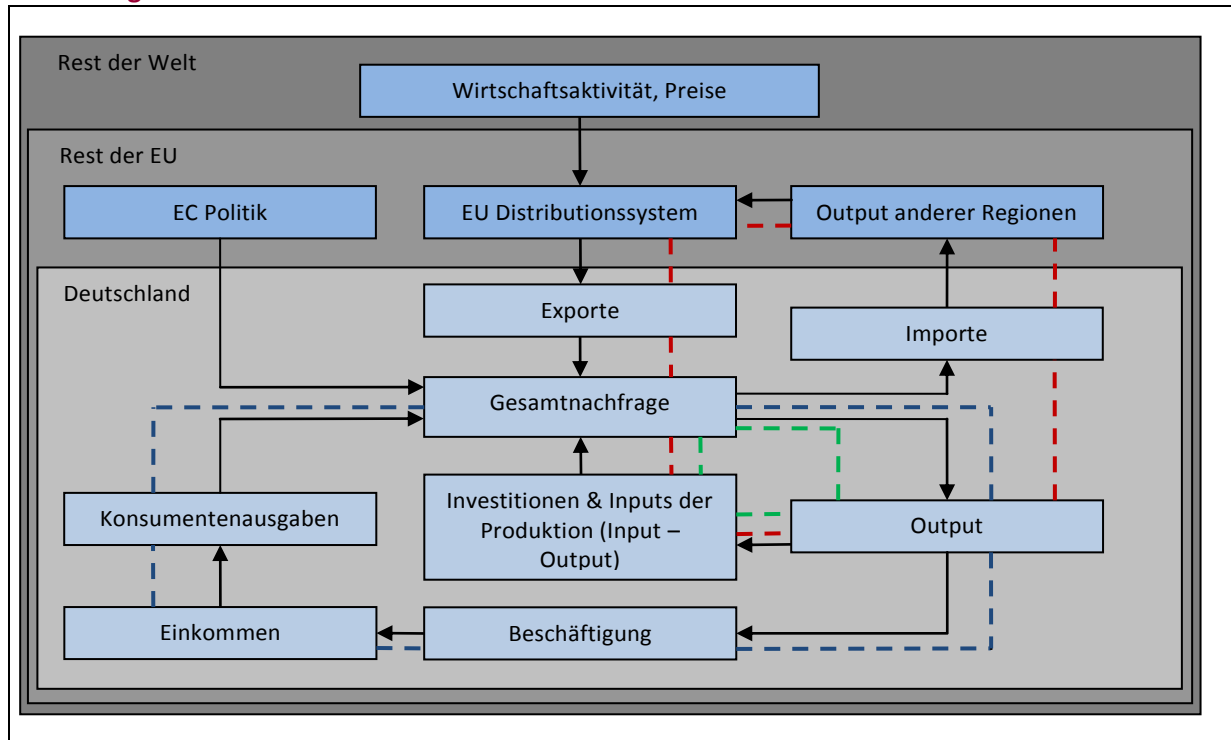 Rest der Welt
Wirtschaftsaktivität, Preise
Rest der EU
EC Politik
EU Distributionssystem
Output anderer Regionen
Deutschland
Exporte
Importe
Gesamtnachfrage
Konsumentenausgaben
Investitionen & Inputs der
Produktion (Input –
Output)
Output
Einkommen
Beschäftigung